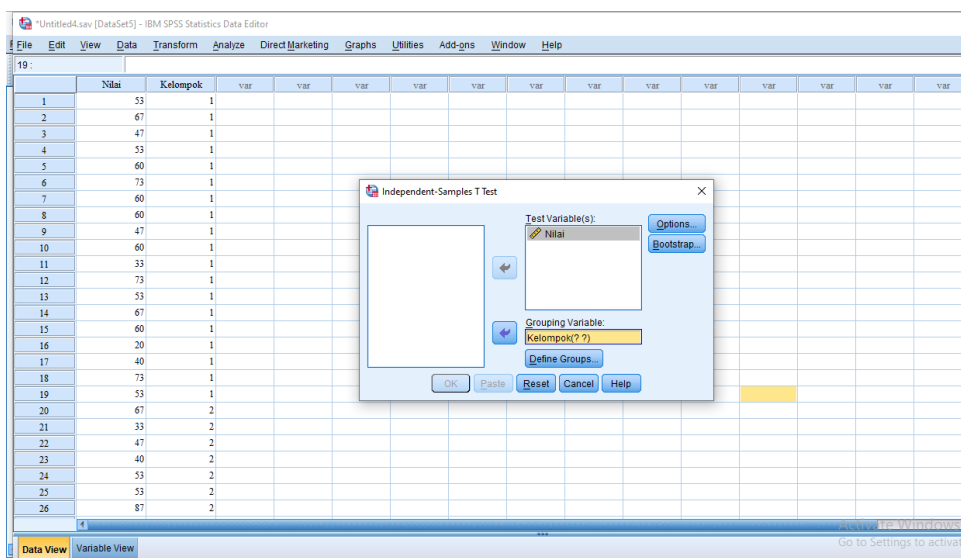 *Untitled4.sav [DataSet5] - IBM SPSS Statistics Data Editor
File Edit View Data Transform Analyze Direct Marketing Graphs Utilities Add-ons Window Help
19 :
Nilai Kelompok var var var var var var var var var var var var var
1 53 1
2 67 1
3 47 1
4 53 1
5 60 1
6 73 1
7 60 1
8 60 1
9 47 1
10 60 1
11 33 1
12 73 1
13 53 1
14 67 1
15 60 1
16 20 1
17 40 1
18 73 1
19 53 1
20 67 2
21 33 2
22 47 2
23 40 2
24 53 2
25 53 2
26 87 2
Independent-Samples T Test
Test Variable(s):
Nilai
Options...
Bootstrap...
Grouping Variable:
Kelompok(? ?)
Define Groups...
OK Paste Reset Cancel Help
Activate Windows
Go to Settings to activat
Data View Variable View